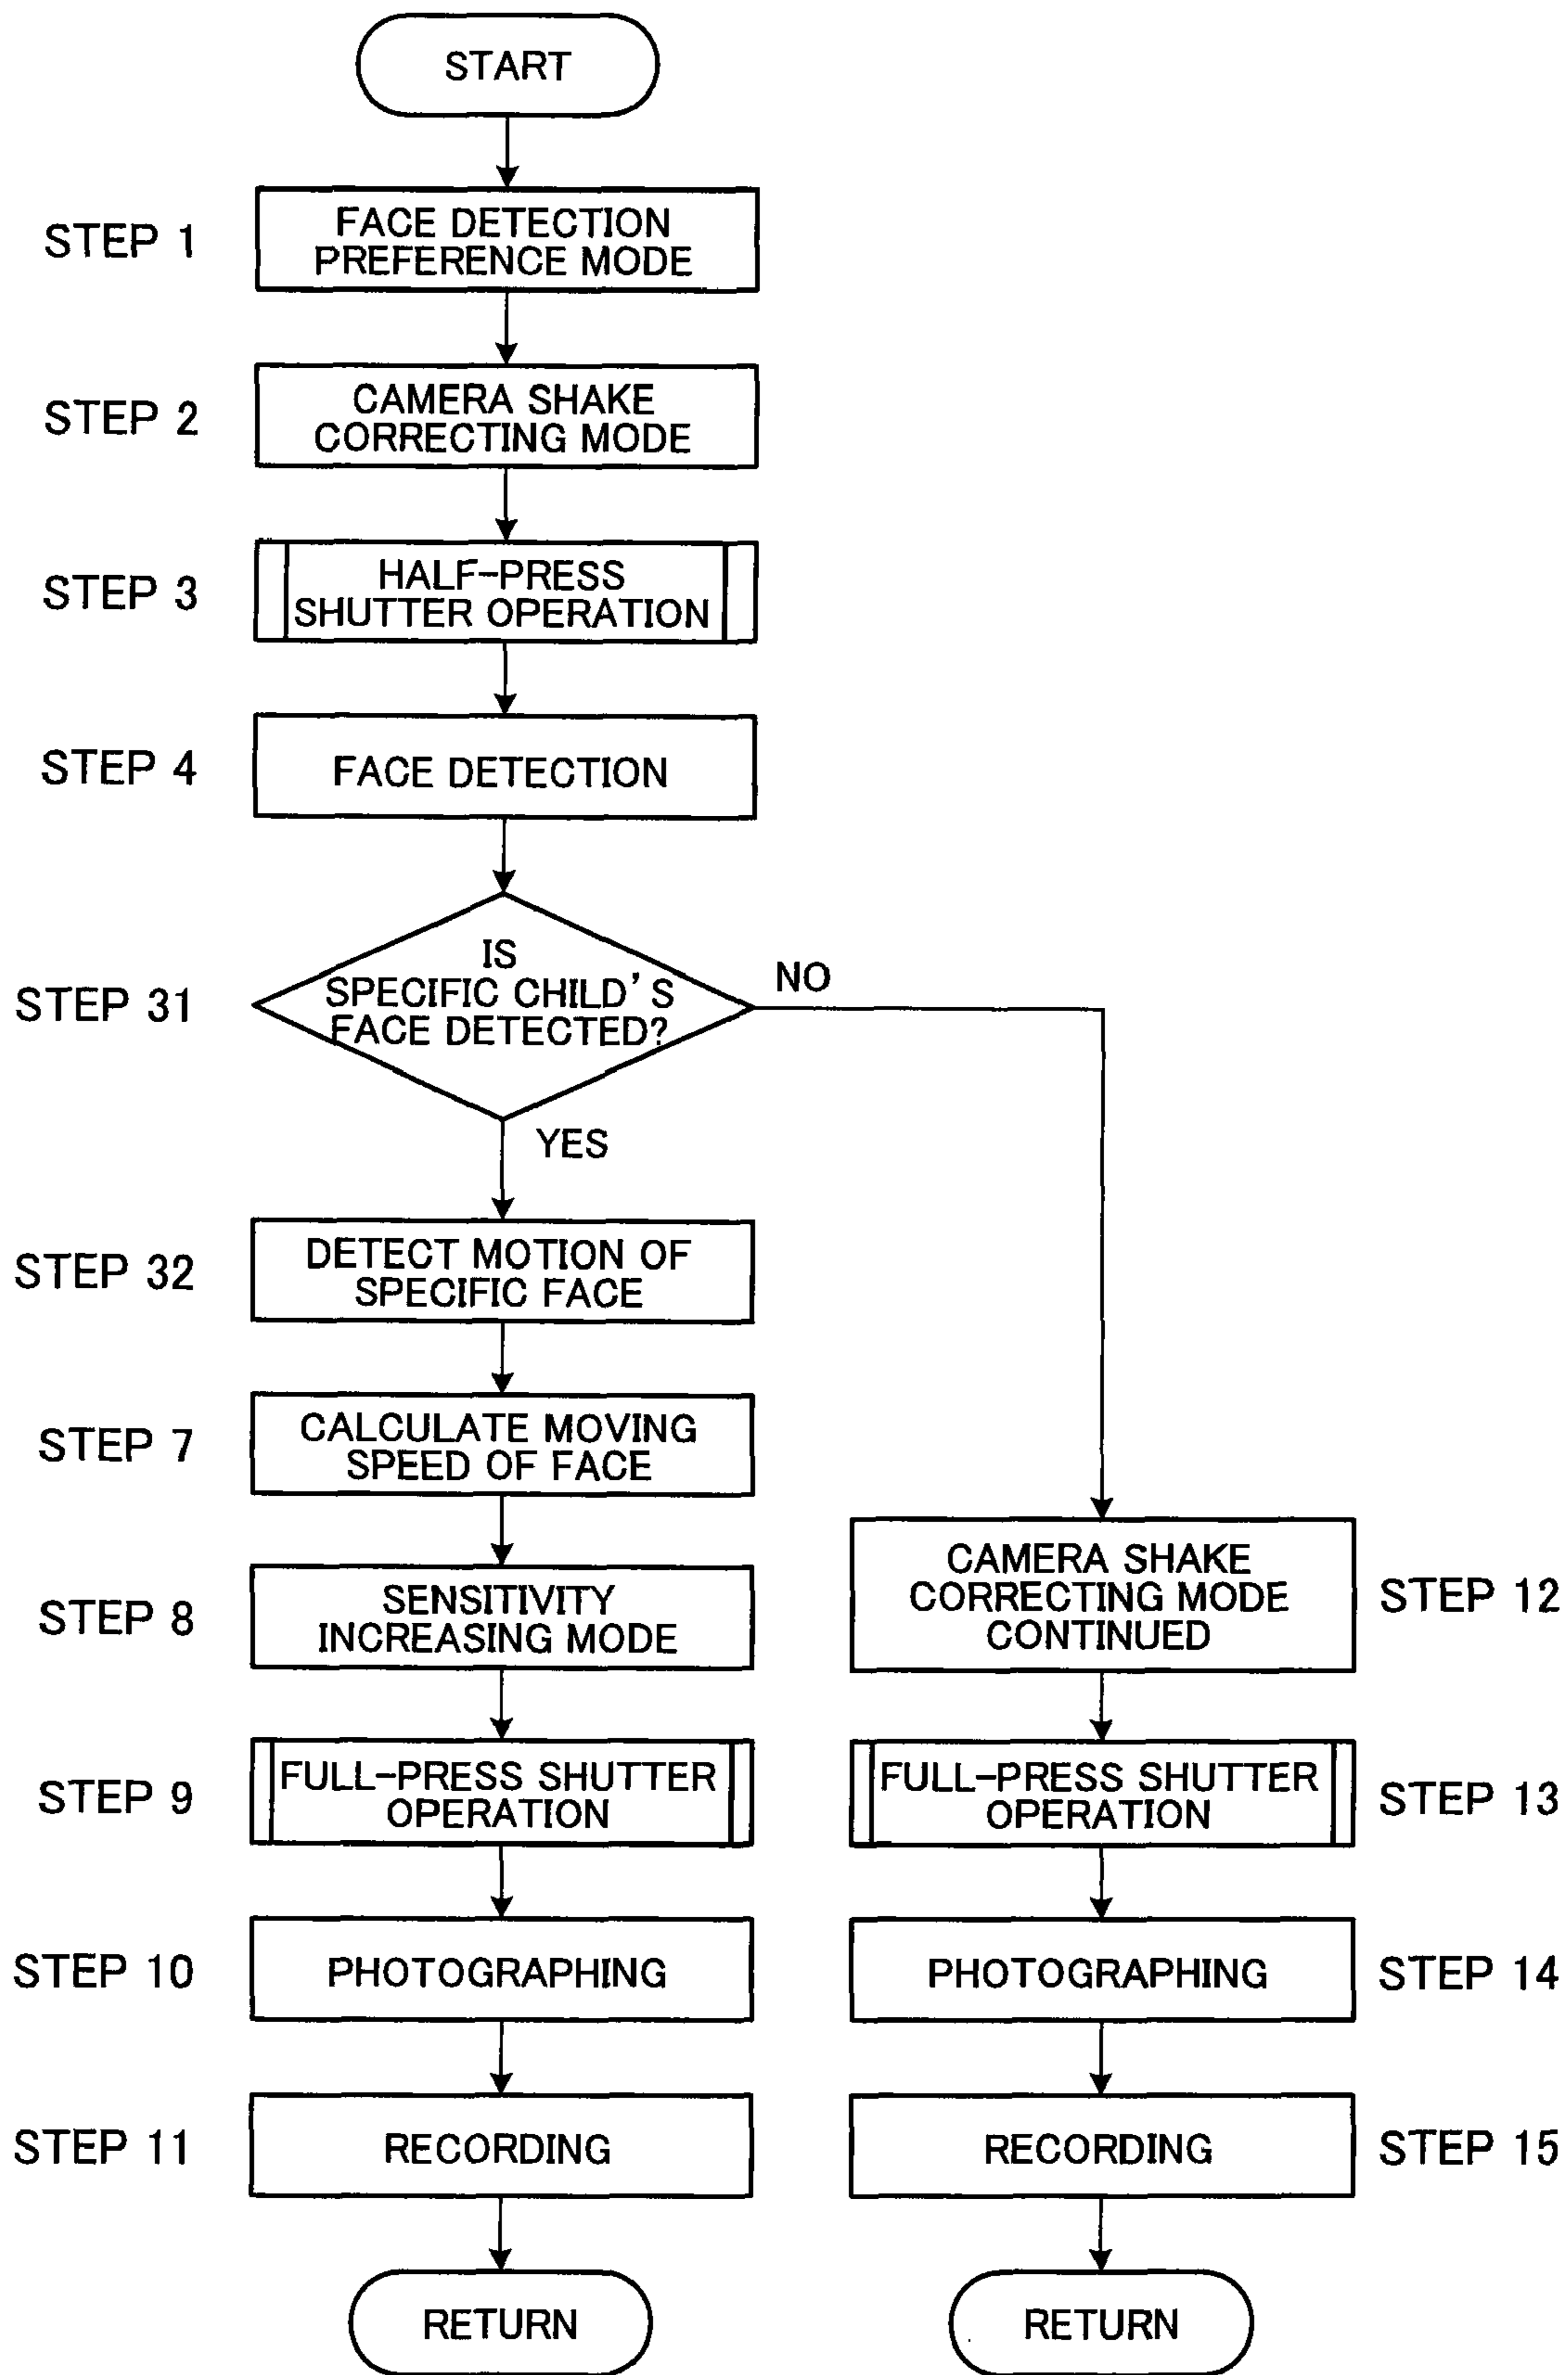 START
STEP 1
FACE DETECTION
PREFERENCE MODE
STEP 2
CAMERA SHAKE
CORRECTING MODE
STEP 3
HALF-PRESS
SHUTTER OPERATION
STEP 4
FACE DETECTION
STEP 31
IS
SPECIFIC CHILD'S
FACE DETECTED?
NO
YES
STEP 32
DETECT MOTION OF
SPECIFIC FACE
STEP 7
CALCULATE MOVING
SPEED OF FACE
STEP 8
SENSITIVITY
INCREASING MODE
STEP 9
FULL-PRESS SHUTTER
OPERATION
STEP 10
PHOTOGRAPHING
STEP 11
RECORDING
RETURN
CAMERA SHAKE
CORRECTING MODE
CONTINUED
STEP 12
FULL-PRESS SHUTTER
OPERATION
STEP 13
PHOTOGRAPHING
STEP 14
RECORDING
STEP 15
RETURN